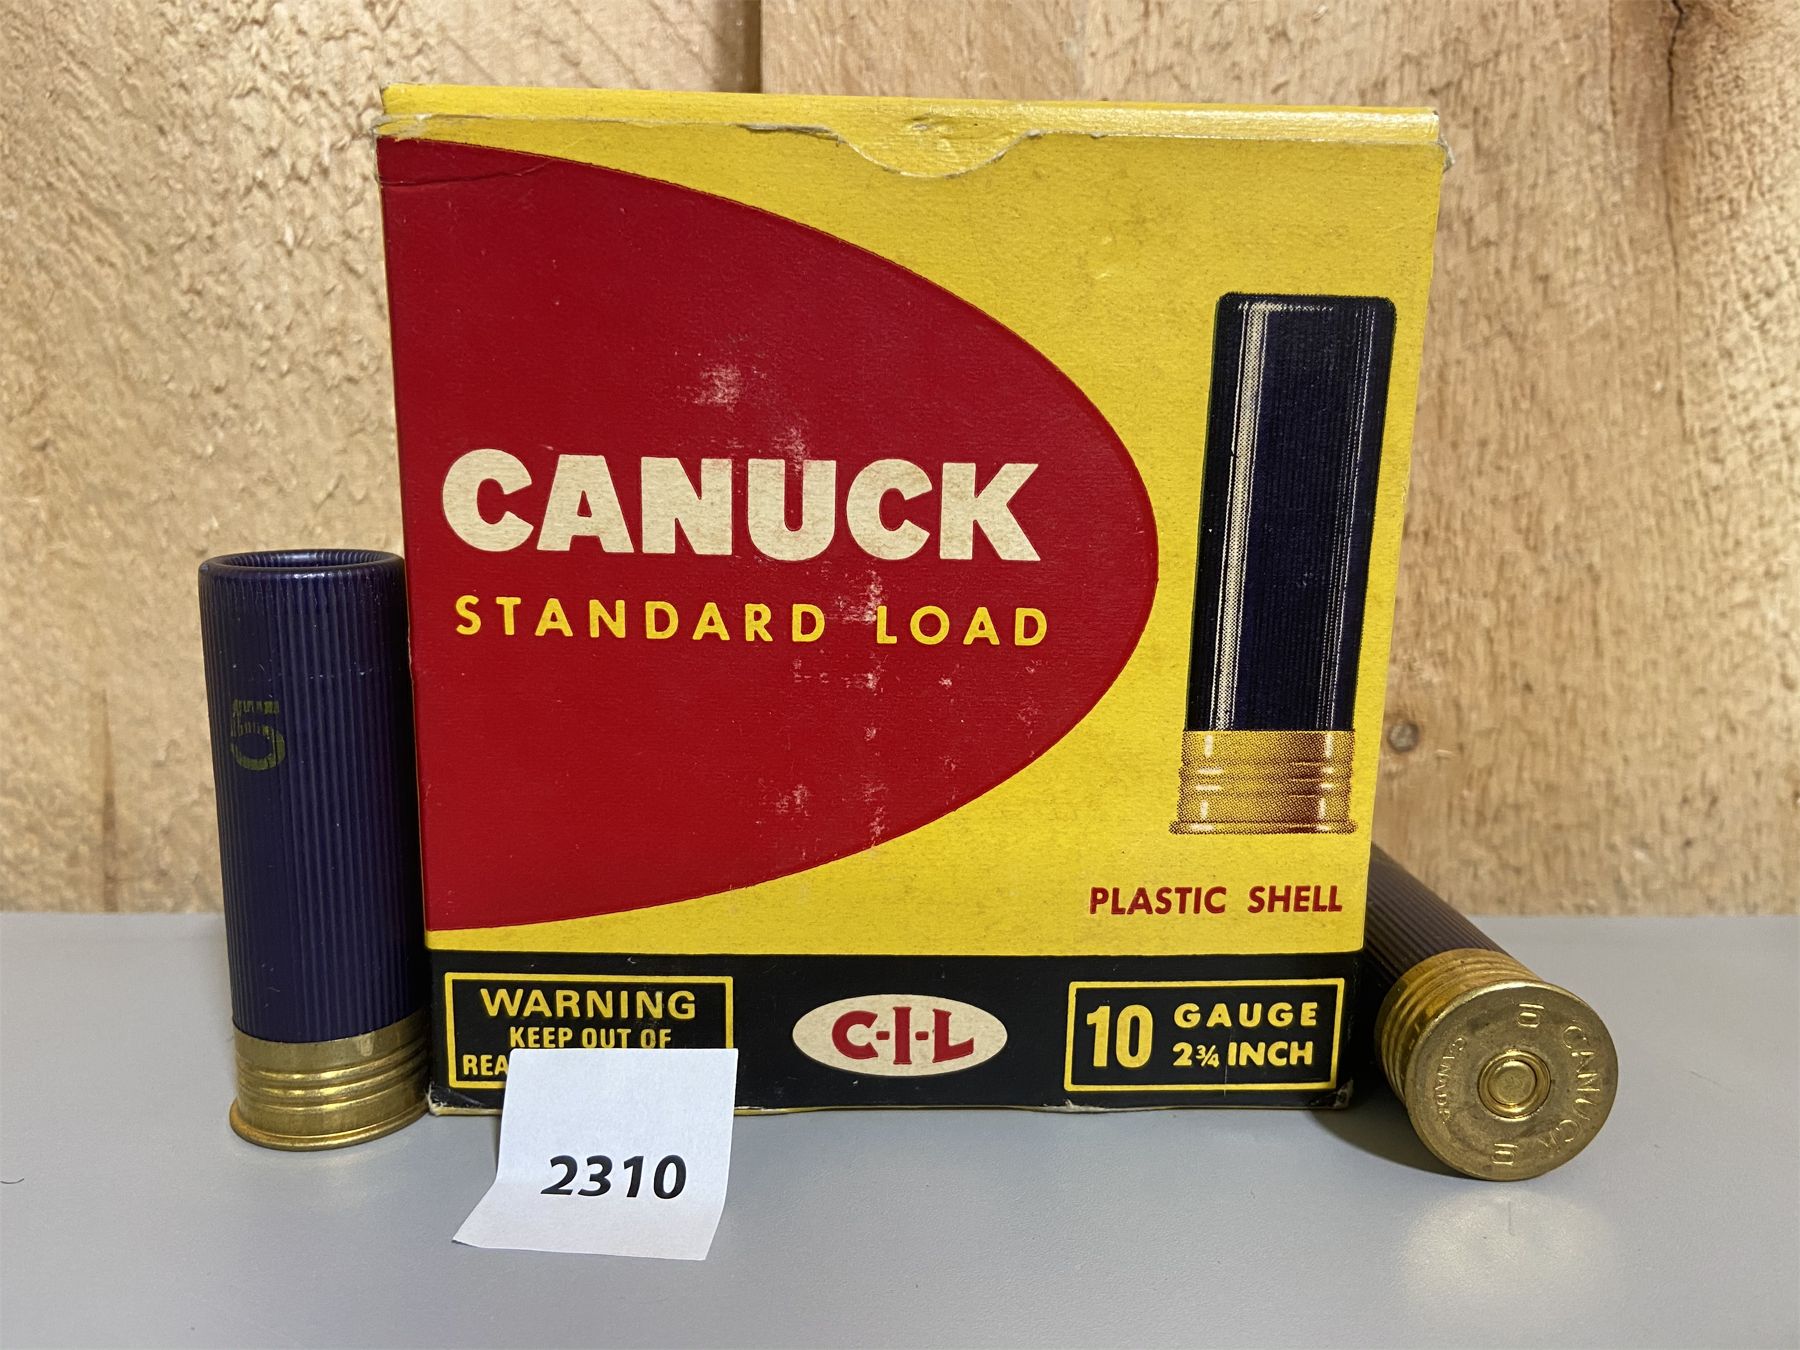 CANUCK
STANDARD LOAD
PLASTIC SHELL
WARNING
KEEP OUT OF
C-I-L
10 GAUGE
2¾ INCH
5
2310
CANUCK
10
CANADA
10